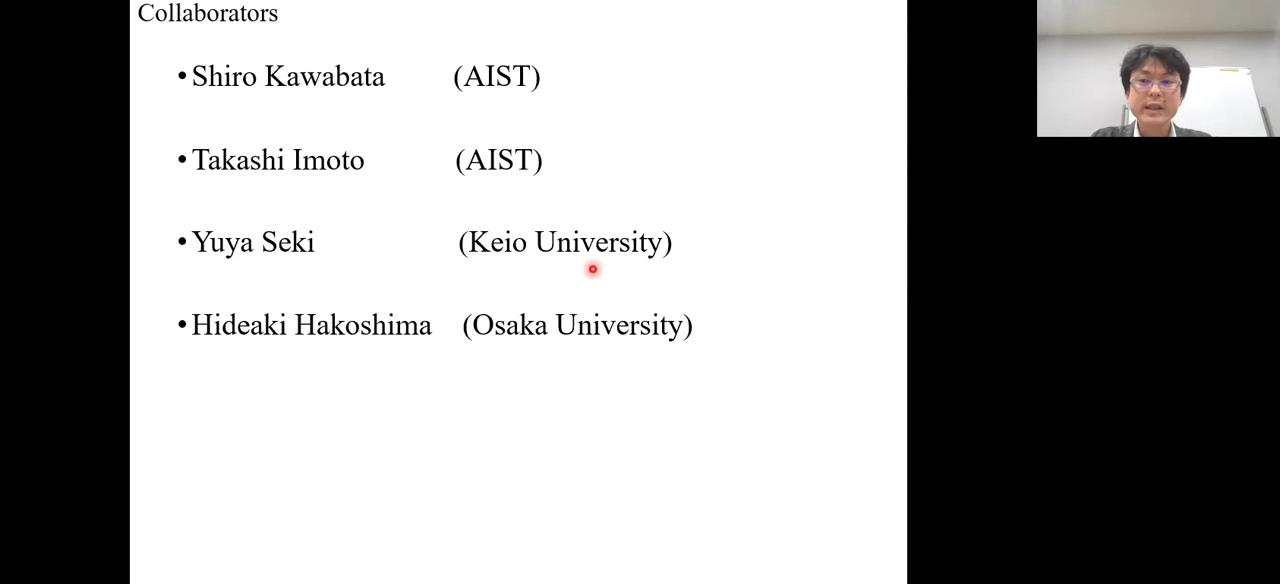 Collaborators
•Shiro Kawabata (AIST)
•Takashi Imoto (AIST)
•Yuya Seki (Keio University)
•Hideaki Hakoshima (Osaka University)